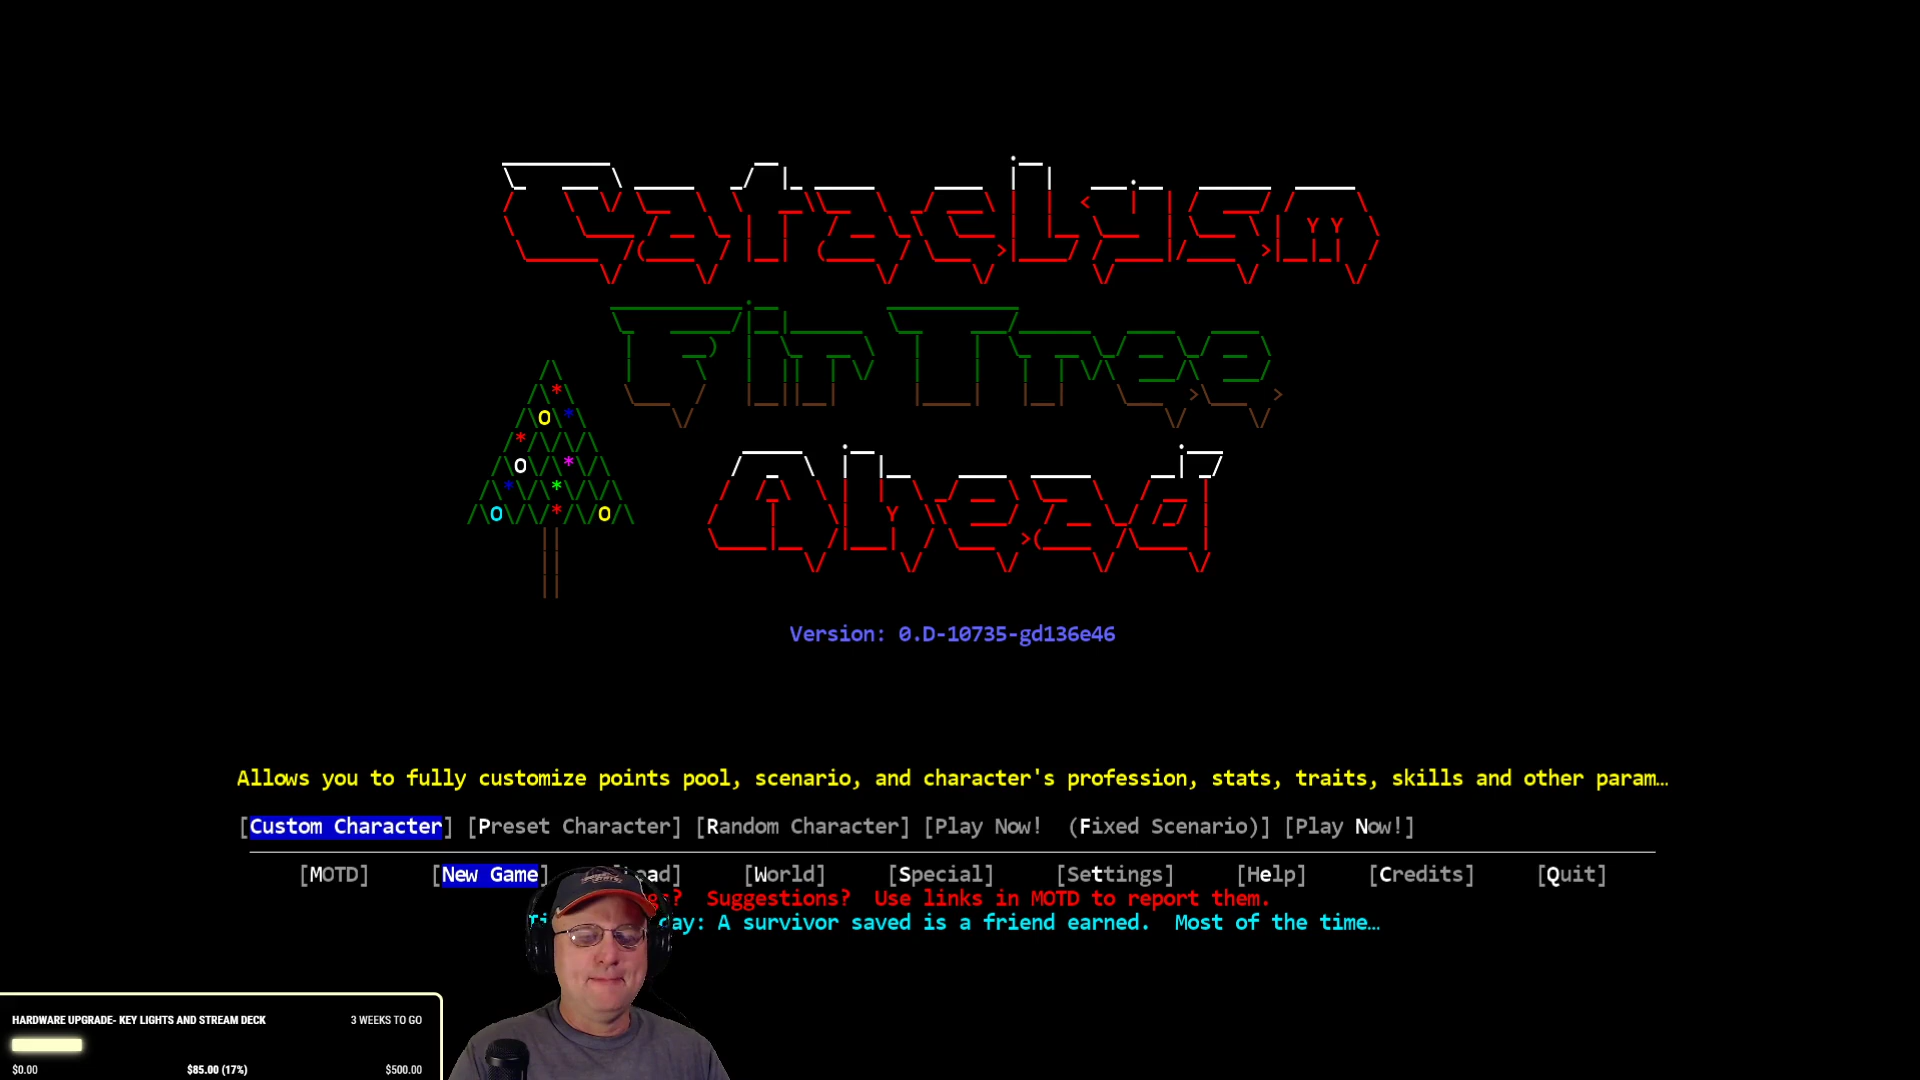 Cataclysm
Fir Tree
Ahead
Version: 0.D-10735-gd136e46
Allows you to fully customize points pool, scenario, and character's profession, stats, traits, skills and other param…
[Custom Character] [Preset Character] [Random Character] [Play Now!  (Fixed Scenario)] [Play Now!]
[MOTD] [New Game] [Load] [World] [Special] [Settings] [Help] [Credits] [Quit]
Suggestions?  Use links in MOTD to report them.
day: A survivor saved is a friend earned.  Most of the time…
HARDWARE UPGRADE- KEY LIGHTS AND STREAM DECK 3 WEEKS TO GO
$0.00 $85.00 (17%) $500.00